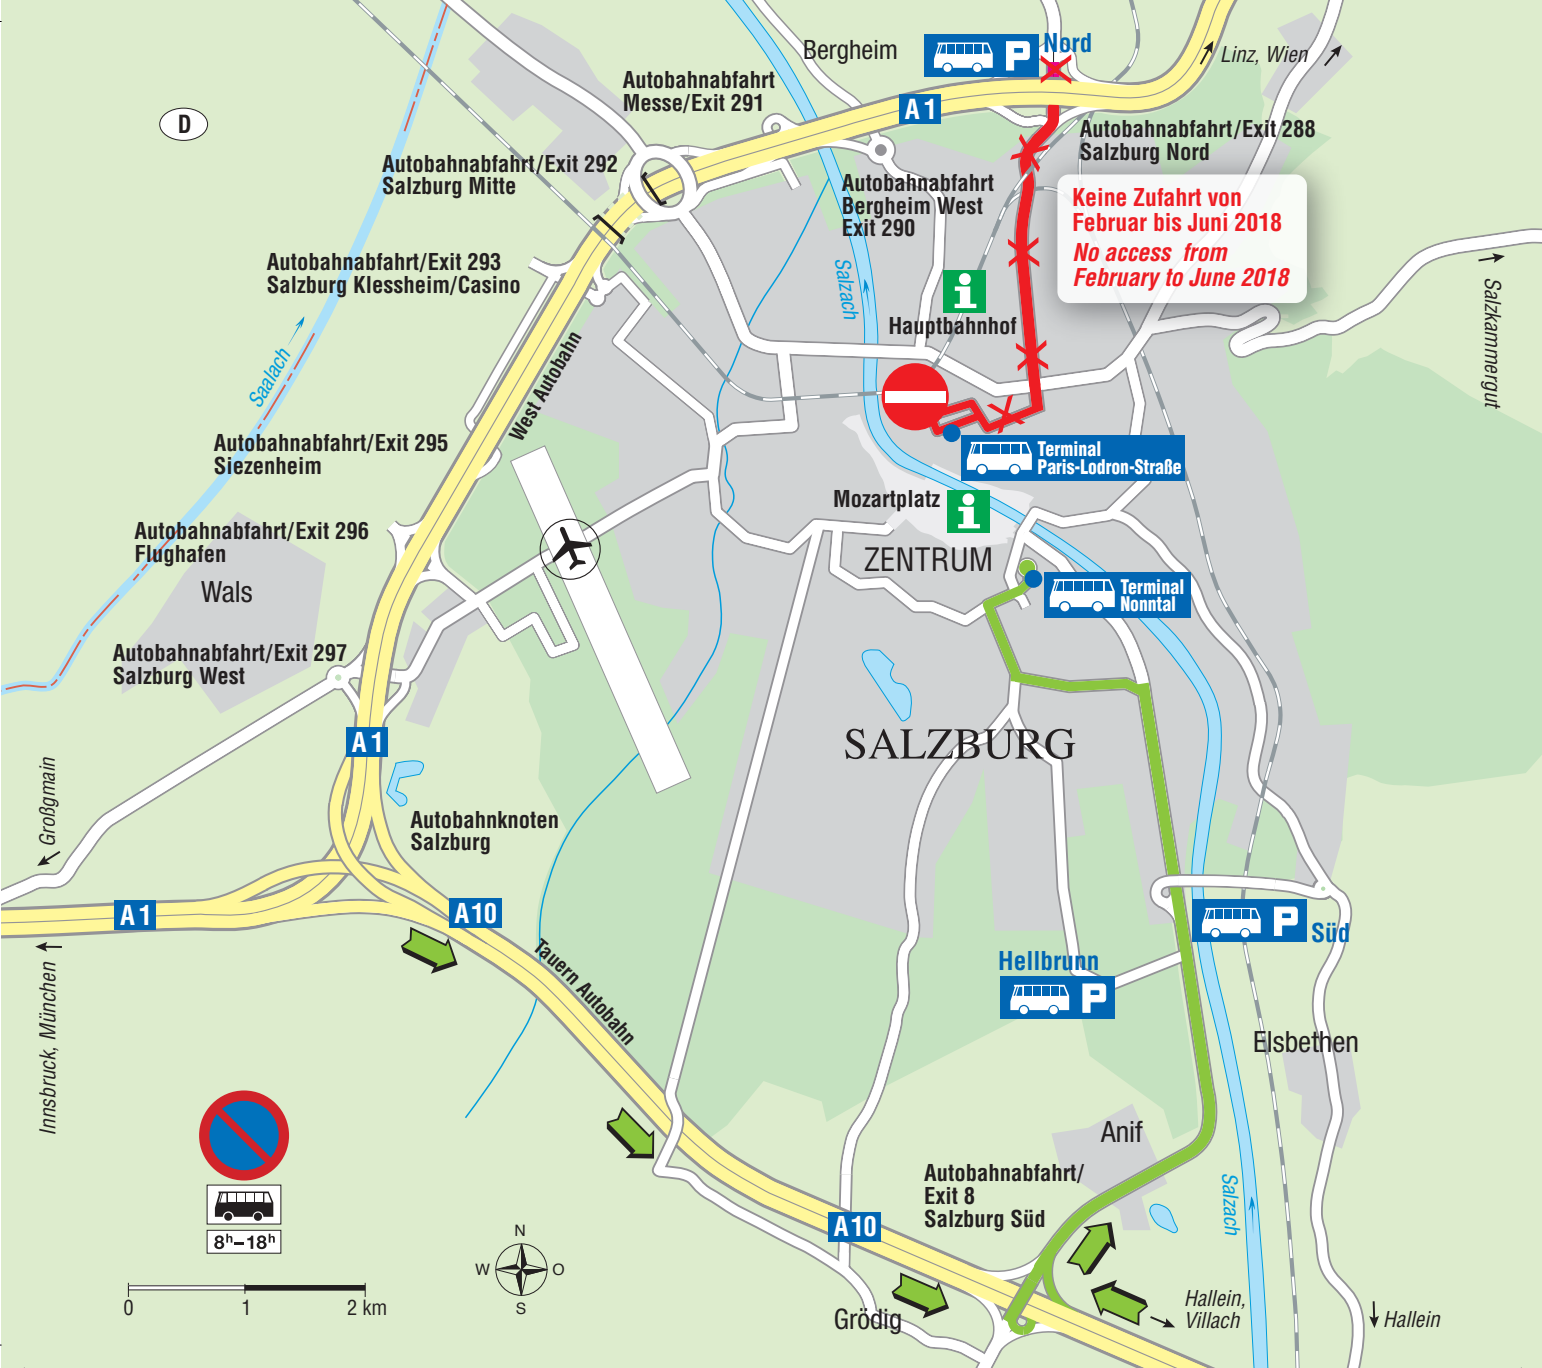 Bergheim
P
Nord
Linz, Wien
Autobahnabfahrt
Messe/Exit 291
A 1
D
Autobahnabfahrt/Exit 288
Salzburg Nord
Autobahnabfahrt/Exit 292
Salzburg Mitte
Autobahnabfahrt
Bergheim West
Exit 290
Keine Zufahrt von
Februar bis Juni 2018
No access from
February to June 2018
Autobahnabfahrt/Exit 293
Salzburg Klessheim/Casino
Salzach
i
Hauptbahnhof
Salzkammergut
Saalach
West Autobahn
Autobahnabfahrt/Exit 295
Siezenheim
Terminal
Paris-Lodron-Straße
Mozartplatz
i
Autobahnabfahrt/Exit 296
Flughafen
ZENTRUM
Wals
Terminal
Nonntal
Autobahnabfahrt/Exit 297
Salzburg West
A 1
SALZBURG
Großgmain
Autobahnknoten
Salzburg
A 1
A 10
P
Süd
Tauern Autobahn
Hellbrunn
P
Innsbruck, München
Elsbethen
Anif
Autobahnabfahrt/
Exit 8
Salzburg Süd
Salzach
A 10
8h–18h
N
W
O
S
0
1
2 km
Grödig
Hallein,
Villach
Hallein